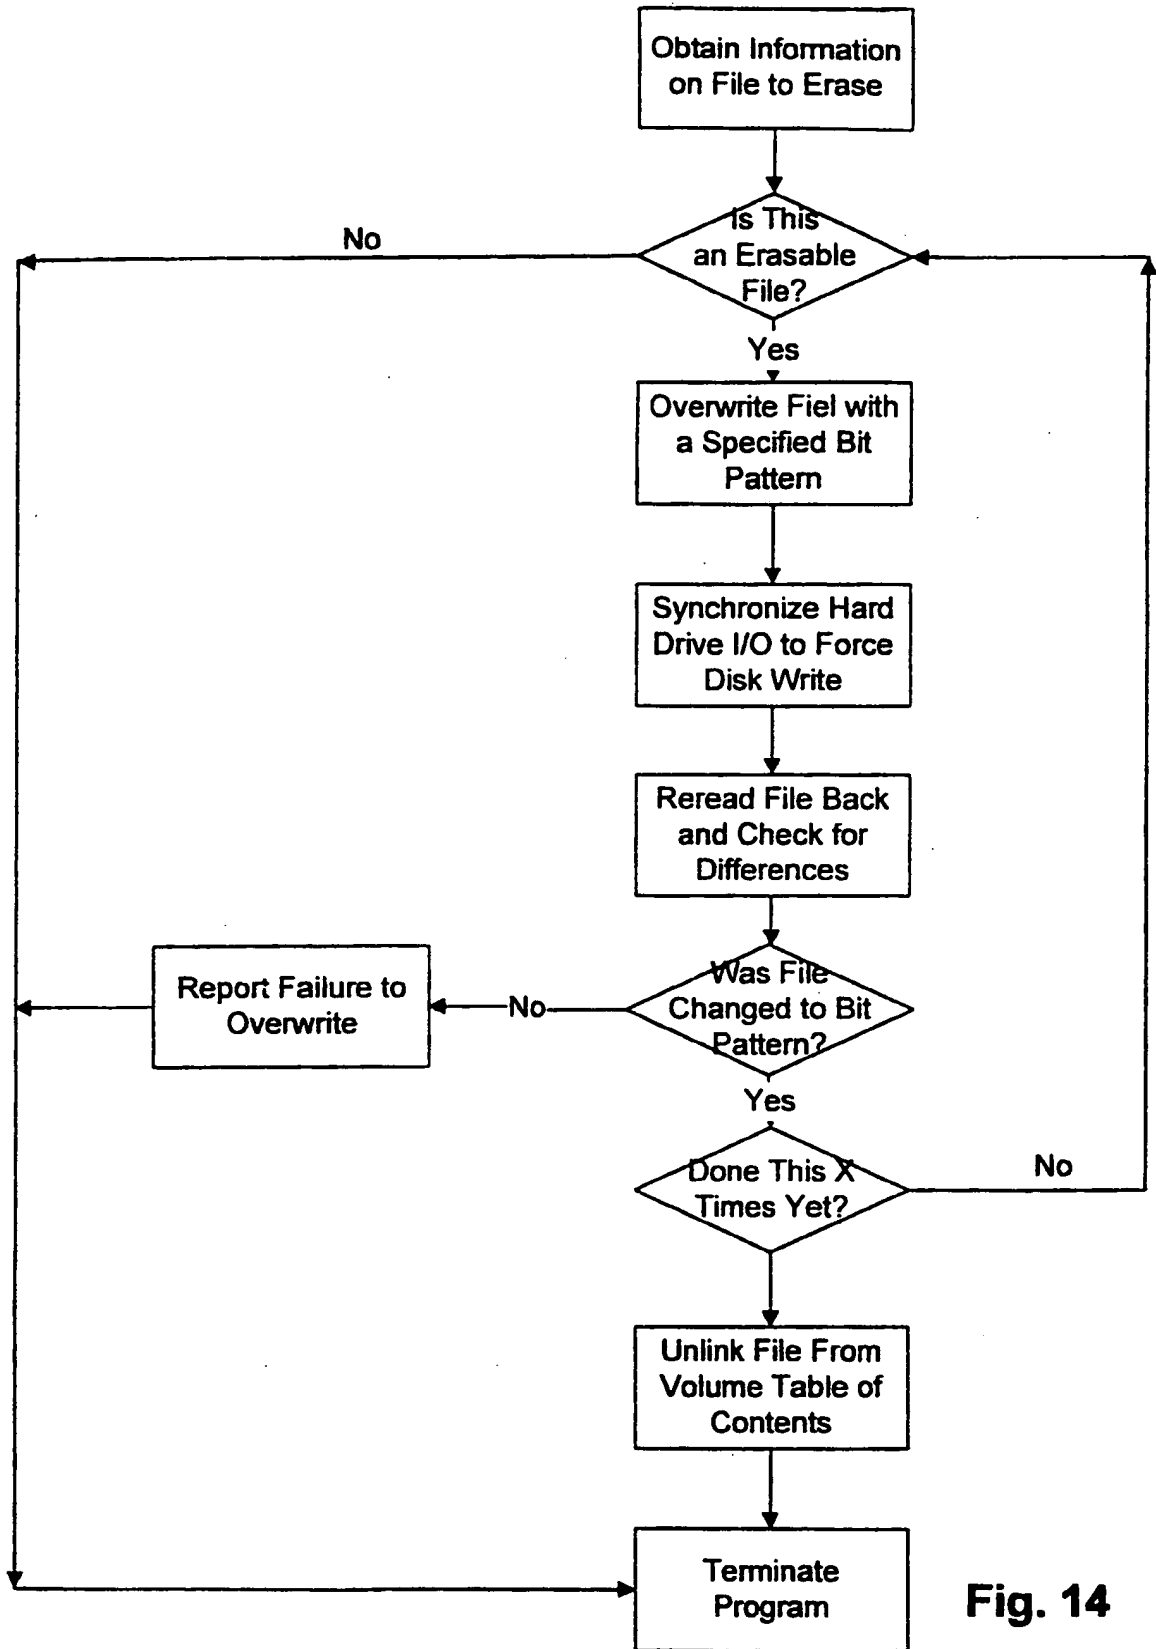 Obtain Information
on File to Erase
Is This
an Erasable
File?
No
Yes
Overwrite Fiel with
a Specified Bit
Pattern
Synchronize Hard
Drive I/O to Force
Disk Write
Reread File Back
and Check for
Differences
Was File
Changed to Bit
Pattern?
No
Report Failure to
Overwrite
Yes
Done This X
Times Yet?
No
Unlink File From
Volume Table of
Contents
Terminate
Program
Fig. 14